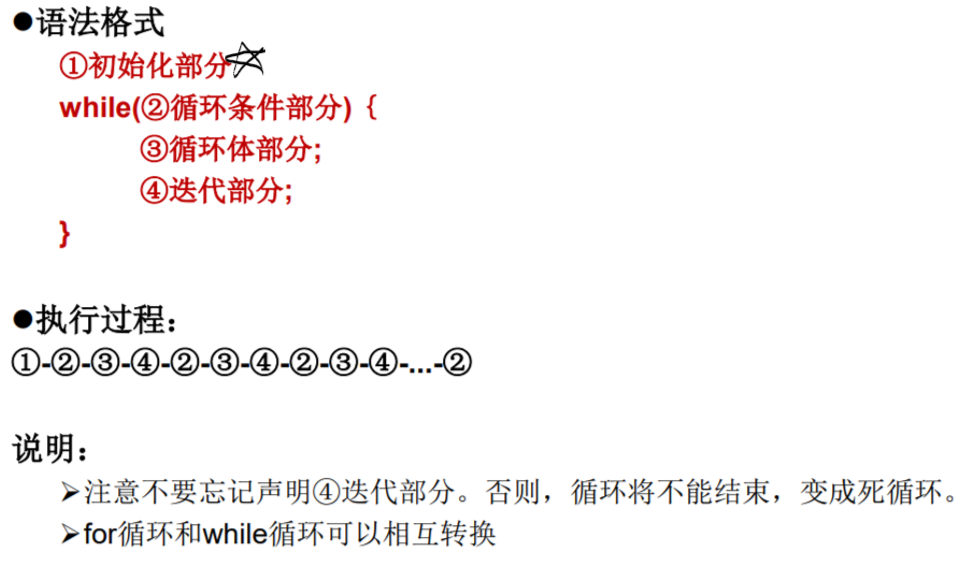 ●语法格式
①初始化部分
while(②循环条件部分)｛
③循环体部分;
④迭代部分;
}
●执行过程：
①-②-③-④-②-③-④-②-③-④-...-②
说明：
➢注意不要忘记声明④迭代部分。否则，循环将不能结束，变成死循环。
➢for循环和while循环可以相互转换